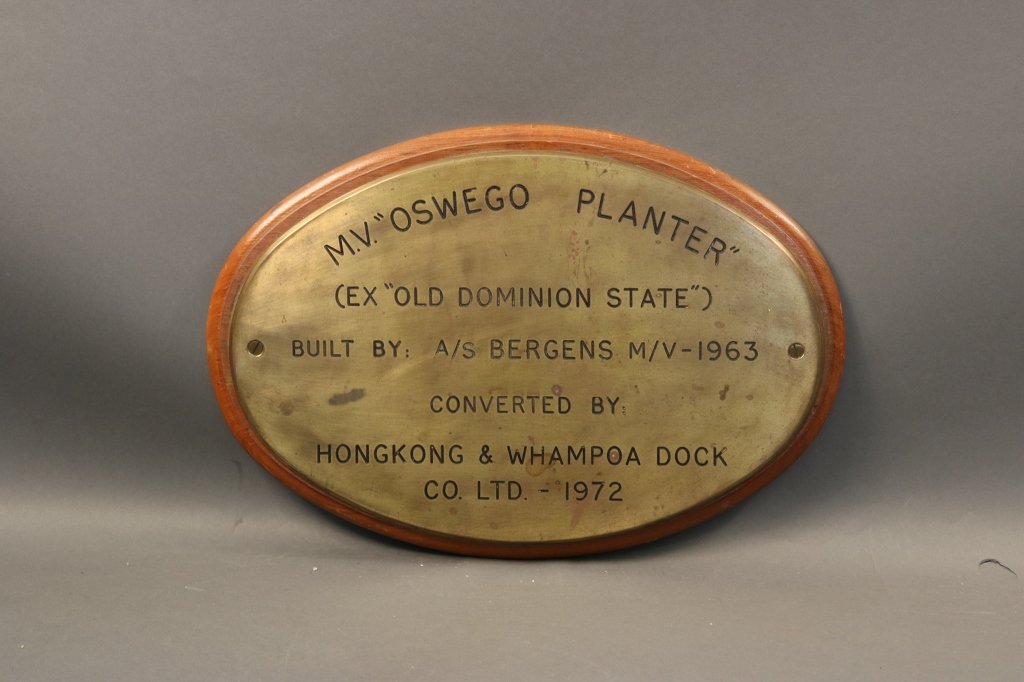 M.V. "OSWEGO PLANTER"
(EX "OLD DOMINION STATE")
BUILT BY: A/S BERGENS M/V-1963
CONVERTED BY:
HONGKONG & WHAMPOA DOCK
CO. LTD. - 1972